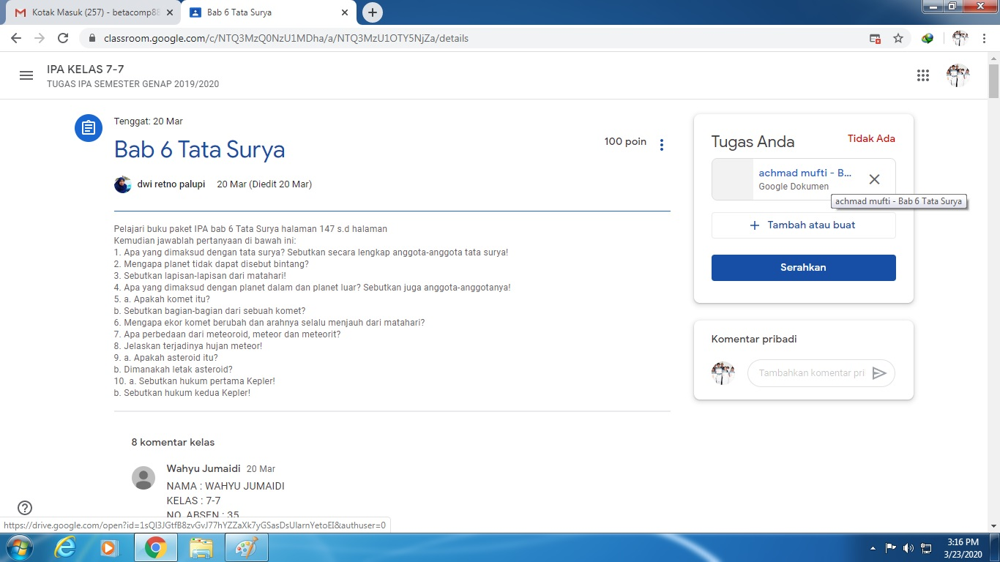 Kotak Masuk (257) - betacomp88
Bab 6 Tata Surya
classroom.google.com/c/NTQ3MzQ0NzU1MDha/a/NTQ3MzU1OTY5NjZa/details
IPA KELAS 7-7
TUGAS IPA SEMESTER GENAP 2019/2020
Tenggat: 20 Mar
Bab 6 Tata Surya
100 poin
dwi retno palupi 20 Mar (Diedit 20 Mar)
Pelajari buku paket IPA bab 6 Tata Surya halaman 147 s.d halaman
Kemudian jawablah pertanyaan di bawah ini:
1. Apa yang dimaksud dengan tata surya? Sebutkan secara lengkap anggota-anggota tata surya!
2. Mengapa planet tidak dapat disebut bintang?
3. Sebutkan lapisan-lapisan dari matahari!
4. Apa yang dimaksud dengan planet dalam dan planet luar? Sebutkan juga anggota-anggotanya!
5. a. Apakah komet itu?
b. Sebutkan bagian-bagian dari sebuah komet?
6. Mengapa ekor komet berubah dan arahnya selalu menjauh dari matahari?
7. Apa perbedaan dari meteoroid, meteor dan meteorit?
8. Jelaskan terjadinya hujan meteor!
9. a. Apakah asteroid itu?
b. Dimanakah letak asteroid?
10. a. Sebutkan hukum pertama Kepler!
b. Sebutkan hukum kedua Kepler!
8 komentar kelas
Wahyu Jumaidi 20 Mar
NAMA : WAHYU JUMAIDI
KELAS : 7-7
NO. ABSEN : 35
Tugas Anda
Tidak Ada
achmad mufti - B...
Google Dokumen
achmad mufti - Bab 6 Tata Surya
Tambah atau buat
Serahkan
Komentar pribadi
Tambahkan komentar pri
https://drive.google.com/open?id=1sQl3JGtfB8zvGvJ77hYZZaXk7yGSasDsUlarnYetoEI&authuser=0
3:16 PM
3/23/2020